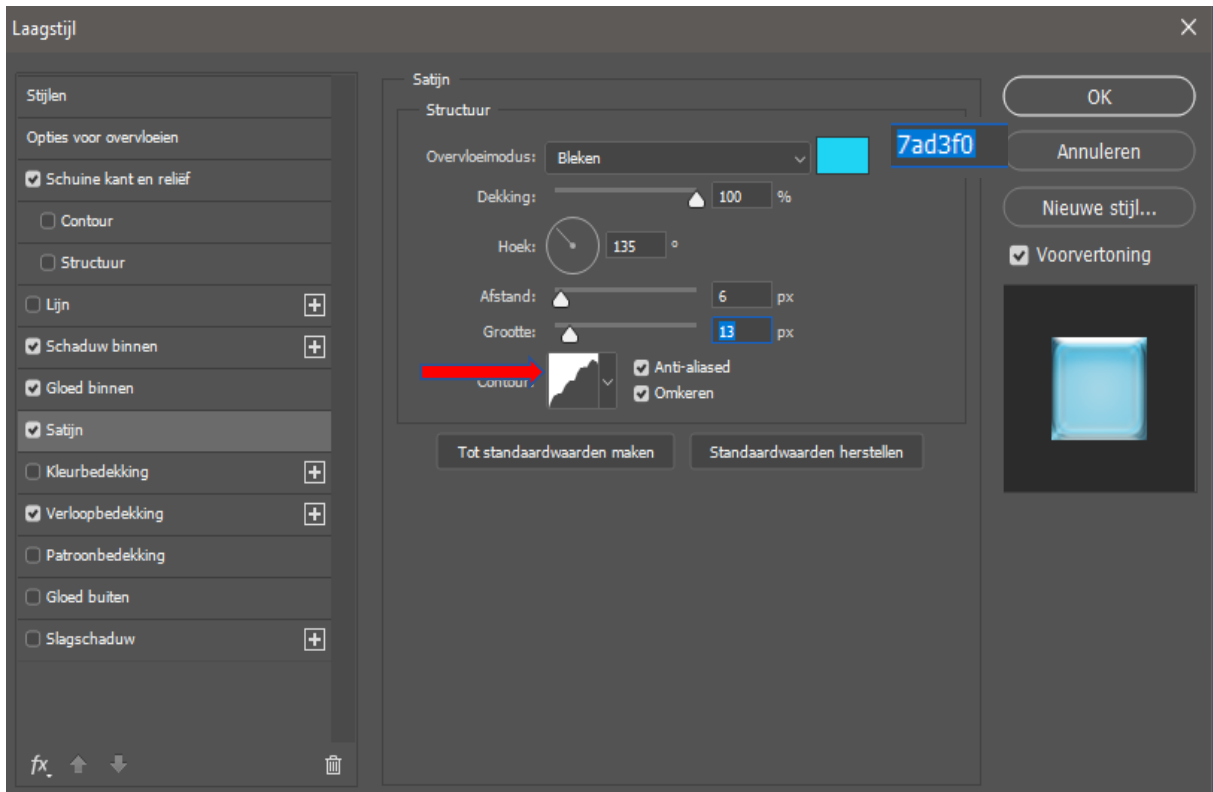 Laagstijl
Stijlen
Opties voor overvloeien
Schuine kant en reliëf
Contour
Structuur
Lijn
Schaduw binnen
Gloed binnen
Satijn
Kleurbedekking
Verloopbedekking
Patroonbedekking
Gloed buiten
Slagschaduw
fx
Satijn
Structuur
Overvloeimodus: Bleken
7ad3f0
Dekking: 100 %
Hoek: 135 °
Afstand: 6 px
Grootte: 13 px
Contour:
Anti-aliased
Omkeren
Tot standaardwaarden maken Standaardwaarden herstellen
OK
Annuleren
Nieuwe stijl...
Voorvertoning